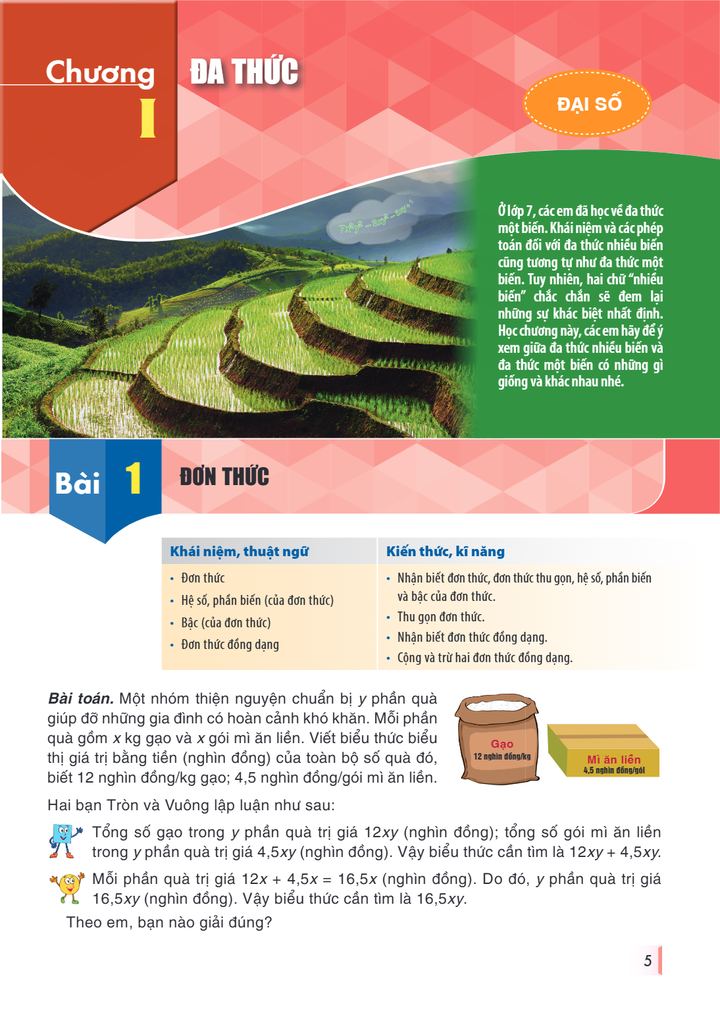 Chương
I
ĐA THỨC
ĐẠI SỐ
Ở lớp 7, các em đã học về đa thức
một biến. Khái niệm và các phép
toán đối với đa thức nhiều biến
cũng tương tự như đa thức một
biến. Tuy nhiên, hai chữ “nhiều
biến” chắc chắn sẽ đem lại
những sự khác biệt nhất định.
Học chương này, các em hãy để ý
xem giữa đa thức nhiều biến và
đa thức một biến có những gì
giống và khác nhau nhé.
Bài 1
ĐƠN THỨC
Khái niệm, thuật ngữ
• Đơn thức
• Hệ số, phần biến (của đơn thức)
• Bậc (của đơn thức)
• Đơn thức đồng dạng
Kiến thức, kĩ năng
• Nhận biết đơn thức, đơn thức thu gọn, hệ số, phần biến
và bậc của đơn thức.
• Thu gọn đơn thức.
• Nhận biết đơn thức đồng dạng.
• Cộng và trừ hai đơn thức đồng dạng.
Bài toán. Một nhóm thiện nguyện chuẩn bị y phần quà
giúp đỡ những gia đình có hoàn cảnh khó khăn. Mỗi phần
quà gồm x kg gạo và x gói mì ăn liền. Viết biểu thức biểu
thị giá trị bằng tiền (nghìn đồng) của toàn bộ số quà đó,
biết 12 nghìn đồng/kg gạo; 4,5 nghìn đồng/gói mì ăn liền.
Gạo
12 nghìn đồng/kg
Mì ăn liền
4,5 nghìn đồng/gói
Hai bạn Tròn và Vuông lập luận như sau:
Tổng số gạo trong y phần quà trị giá 12xy (nghìn đồng); tổng số gói mì ăn liền
trong y phần quà trị giá 4,5xy (nghìn đồng). Vậy biểu thức cần tìm là 12xy + 4,5xy.
Mỗi phần quà trị giá 12x + 4,5x = 16,5x (nghìn đồng). Do đó, y phần quà trị giá
16,5xy (nghìn đồng). Vậy biểu thức cần tìm là 16,5xy.
Theo em, bạn nào giải đúng?
5